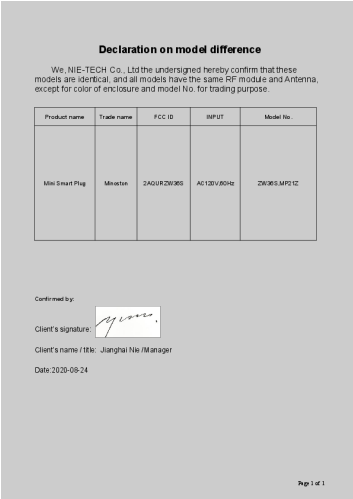 Declaration on model difference
We, NIE-TECH Co., Ltd the undersigned hereby confirm that these
models are identical, and all models have the same RF module and Antenna,
except for color of enclosure and model No. for trading purpose.
Product name Trade name FCC ID INPUT Model No.
Mini Smart Plug Minoston 2AQURZW36S AC120V,60Hz ZW36S,MP21Z
Confirmed by:
Client's signature:
Client's name / title: Jianghai Nie /Manager
Date:2020-08-24
Page 1 of 1